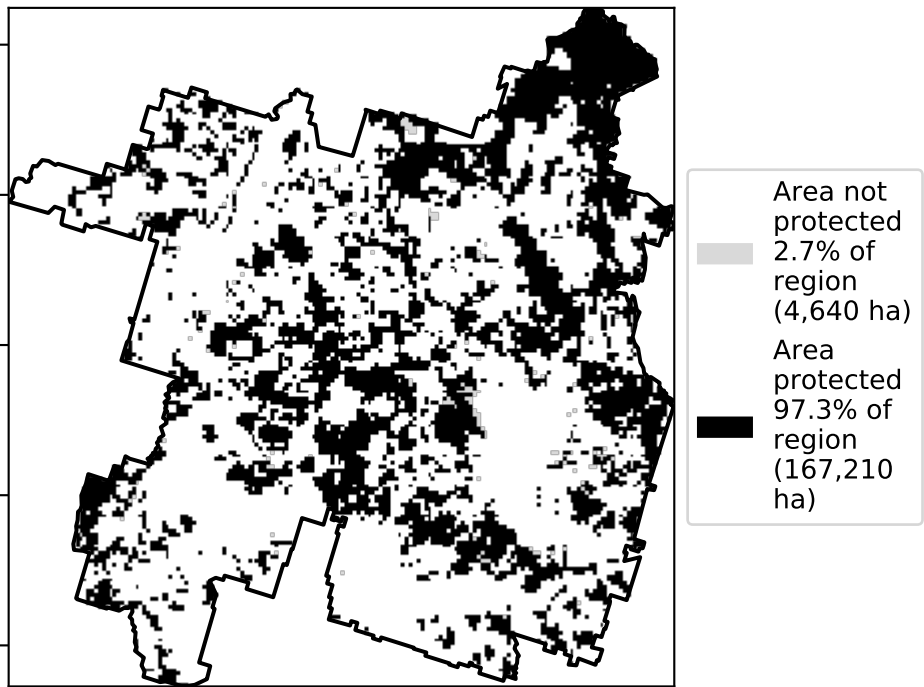 Area not
protected
2.7% of
region
(4,640 ha)
Area
protected
97.3% of
region
(167,210
ha)